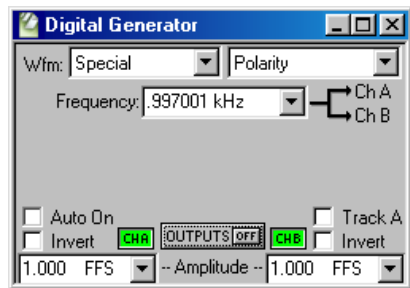 Digital Generator
Wfm: Special Polarity
Frequency: .997001 kHz Ch A
Ch B
Auto On Track A
Invert CHA OUTPUTS OFF CHB Invert
1.000 FFS -- Amplitude -- 1.000 FFS